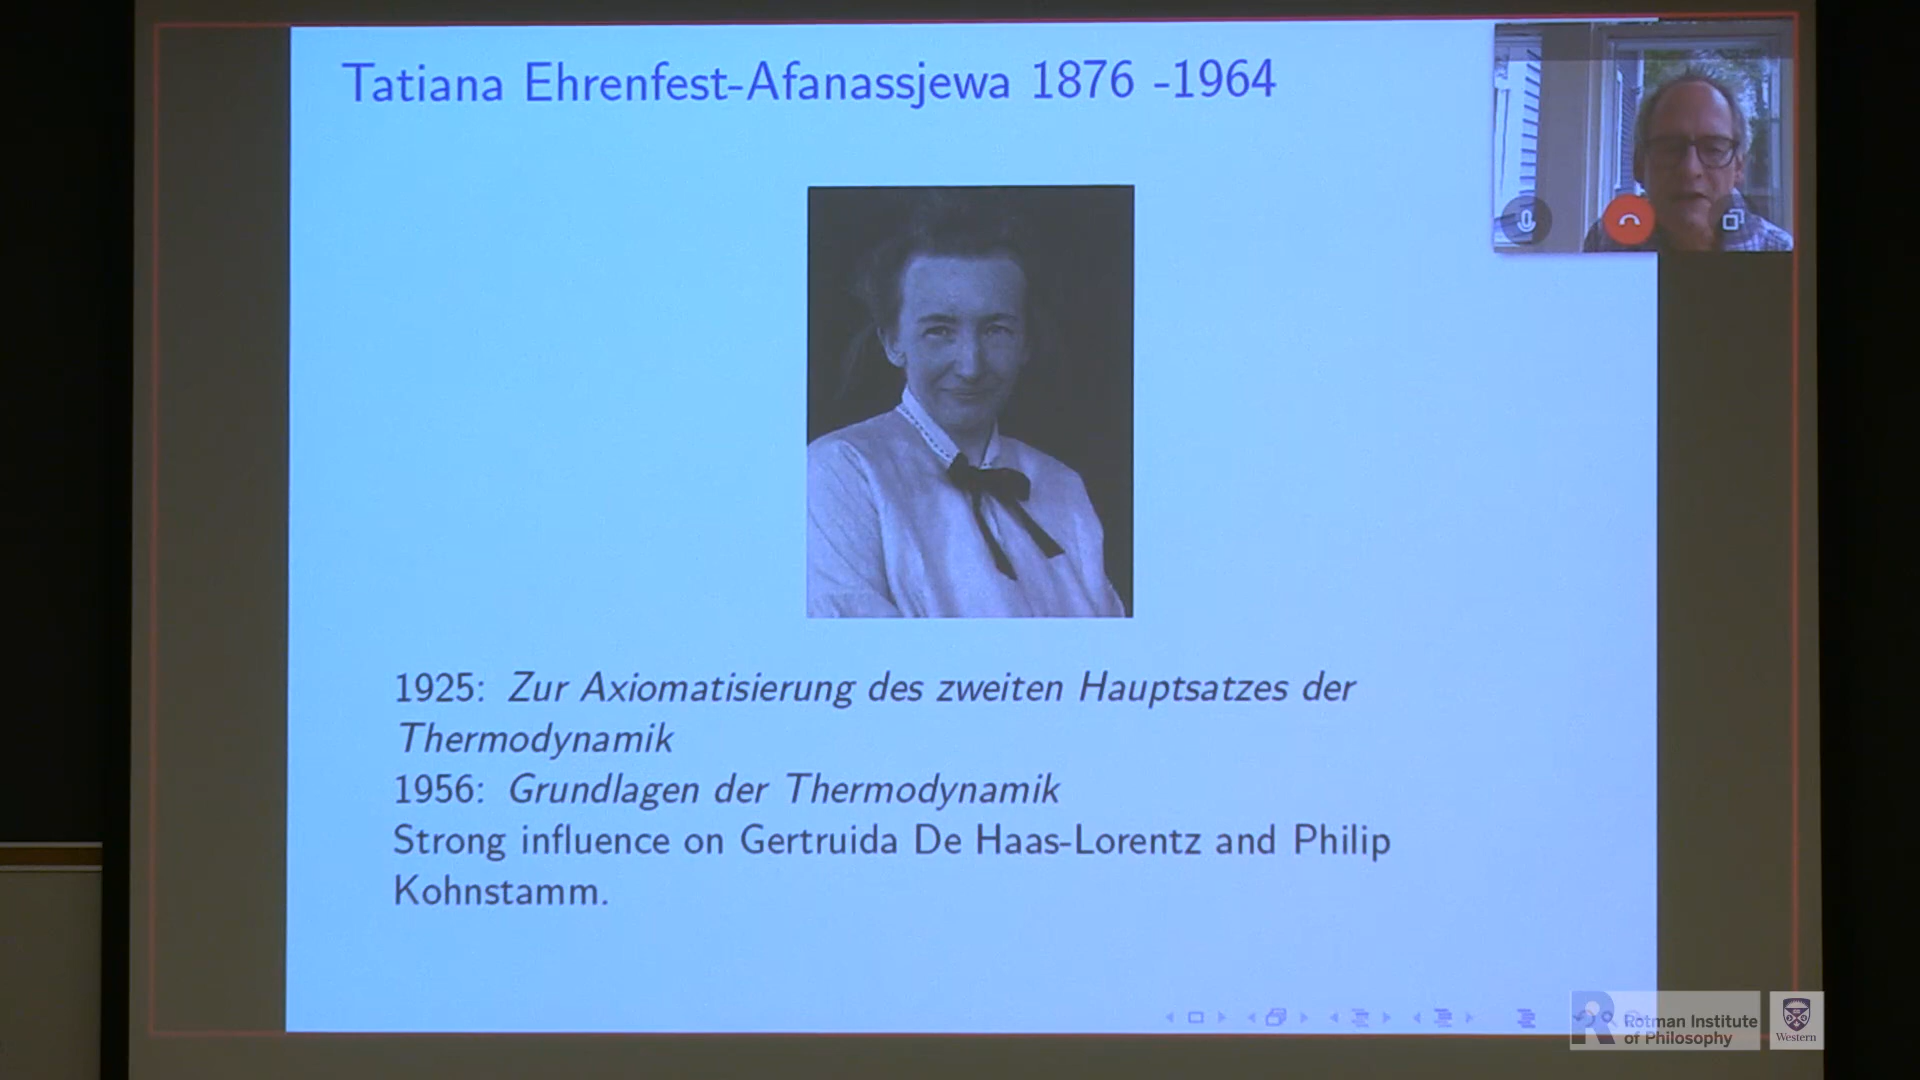 Tatiana Ehrenfest-Afanassjewa 1876 -1964
1925: Zur Axiomatisierung des zweiten Hauptsatzes der
Thermodynamik
1956: Grundlagen der Thermodynamik
Strong influence on Gertruida De Haas-Lorentz and Philip
Kohnstamm.
R
Rotman Institute
of Philosophy
Western